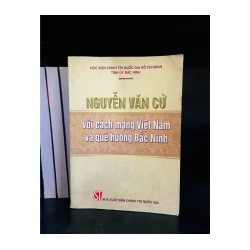 HỌC VIỆN CHÍNH TRỊ QUỐC GIA HỒ CHÍ MINH
TỈNH ỦY BẮC NINH
NGUYỄN VĂN CỪ
với cách mạng Việt Nam
và quê hương Bắc Ninh
NHÀ XUẤT BẢN CHÍNH TRỊ QUỐC GIA